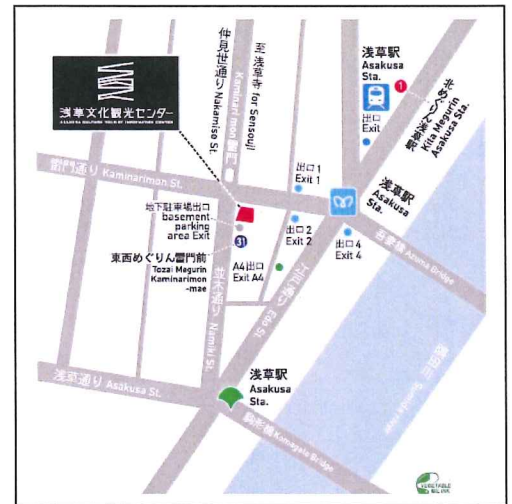 浅草文化観光センター
ASAKUSA CULTURE TOURIST INFORMATION CENTER
仲見世通り Nakamise St.
至 浅草寺 for Sensouji
Kaminarimon 雷門
浅草駅
Asakusa
Sta.
1
出口
Exit
北めぐりん浅草駅
Kita Megurin
Asakusa Sta.
雷門通り Kaminarimon St.
出口1
Exit 1
浅草駅
Asakusa
Sta.
地下駐車場出口
basement
parking
area Exit
31
出口2
Exit 2
出口4
Exit 4
吾妻橋 Azuma Bridge
東西めぐりん雷門前
Tozai Megurin
Kaminarimon
-mae
A4出口
Exit A4
並木通り Namiki St.
江戸通り Edo St.
隅田川 Sumida river
浅草通り Asakusa St.
浅草駅
Asakusa
Sta.
駒形橋 Komagata Bridge
VEGETABLE
OIL INK